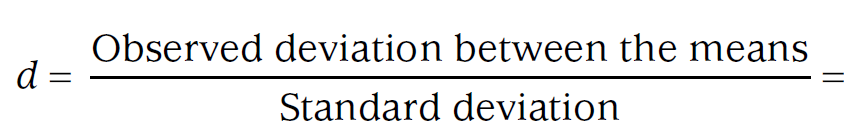 Observed deviation between the means
d = =
Standard deviation